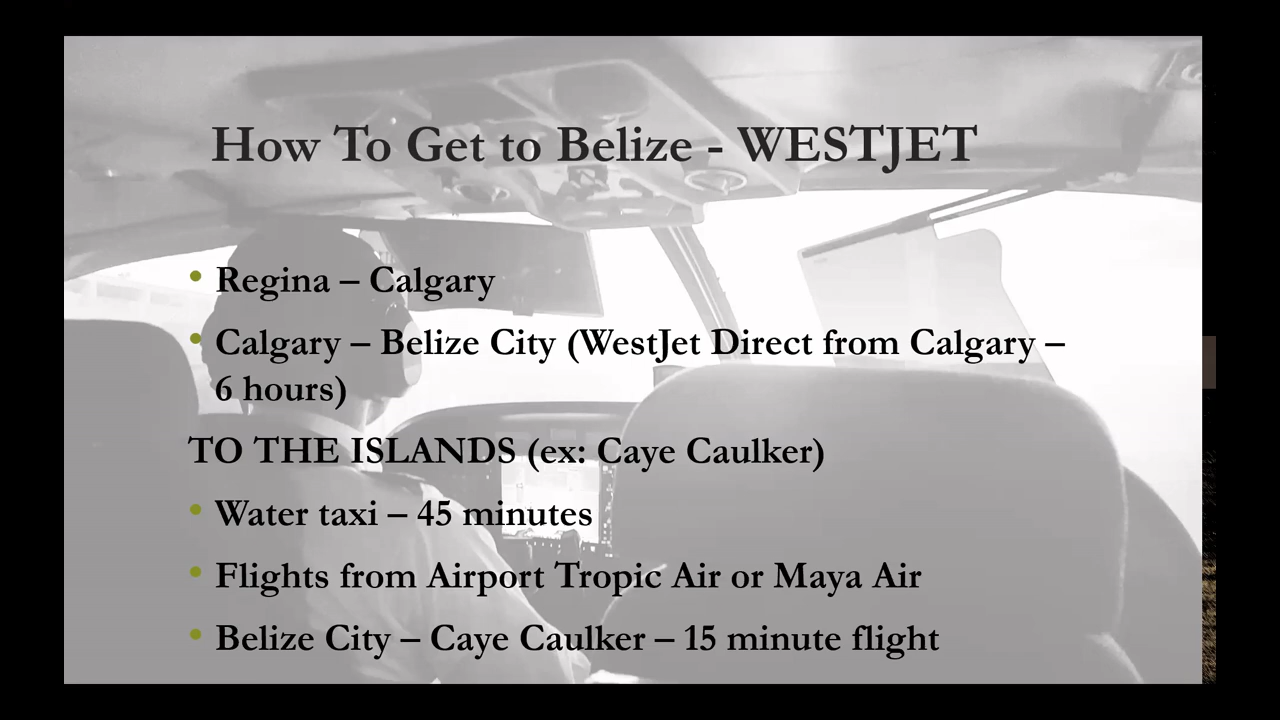 How To Get to Belize - WESTJET
• Regina – Calgary
• Calgary – Belize City (WestJet Direct from Calgary –
6 hours)
TO THE ISLANDS (ex: Caye Caulker)
• Water taxi – 45 minutes
• Flights from Airport Tropic Air or Maya Air
• Belize City – Caye Caulker – 15 minute flight